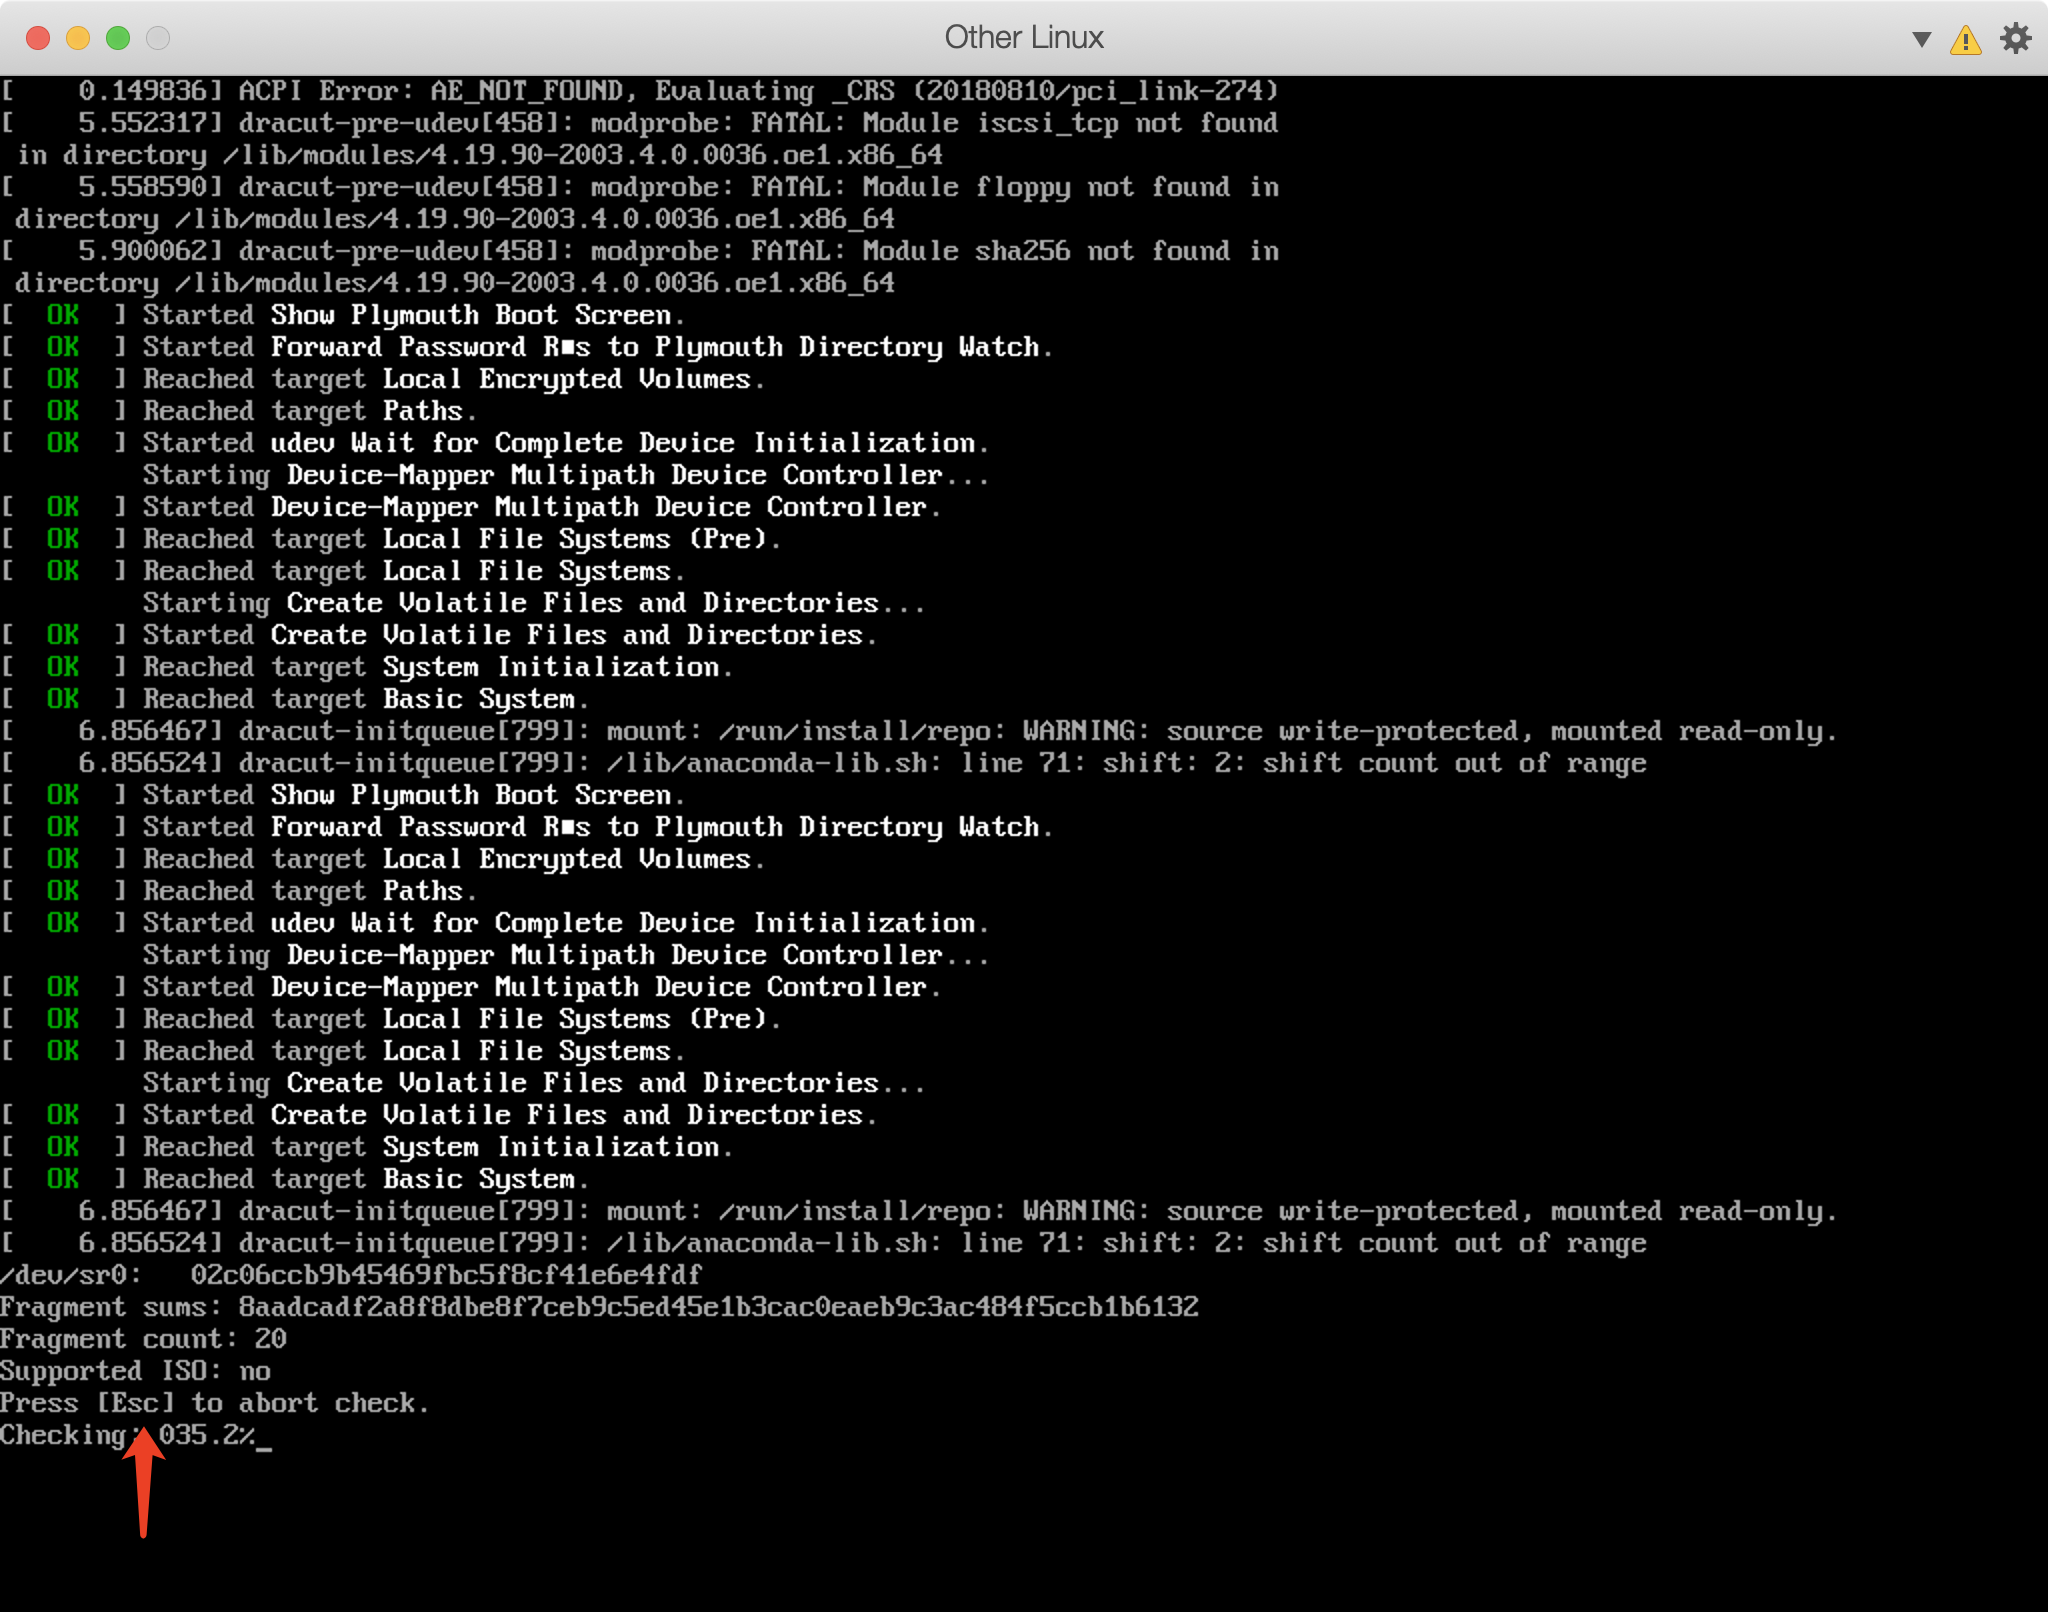 Other Linux
[    0.149836] ACPI Error: AE_NOT_FOUND, Evaluating _CRS (20180810/pci_link-274)
[    5.552317] dracut-pre-udev[458]: modprobe: FATAL: Module iscsi_tcp not found
 in directory /lib/modules/4.19.90-2003.4.0.0036.oe1.x86_64
[    5.558590] dracut-pre-udev[458]: modprobe: FATAL: Module floppy not found in
 directory /lib/modules/4.19.90-2003.4.0.0036.oe1.x86_64
[    5.900062] dracut-pre-udev[458]: modprobe: FATAL: Module sha256 not found in
 directory /lib/modules/4.19.90-2003.4.0.0036.oe1.x86_64
[  OK  ] Started Show Plymouth Boot Screen.
[  OK  ] Started Forward Password R■s to Plymouth Directory Watch.
[  OK  ] Reached target Local Encrypted Volumes.
[  OK  ] Reached target Paths.
[  OK  ] Started udev Wait for Complete Device Initialization.
         Starting Device-Mapper Multipath Device Controller...
[  OK  ] Started Device-Mapper Multipath Device Controller.
[  OK  ] Reached target Local File Systems (Pre).
[  OK  ] Reached target Local File Systems.
         Starting Create Volatile Files and Directories...
[  OK  ] Started Create Volatile Files and Directories.
[  OK  ] Reached target System Initialization.
[  OK  ] Reached target Basic System.
[    6.856467] dracut-initqueue[799]: mount: /run/install/repo: WARNING: source write-protected, mounted read-only.
[    6.856524] dracut-initqueue[799]: /lib/anaconda-lib.sh: line 71: shift: 2: shift count out of range
[  OK  ] Started Show Plymouth Boot Screen.
[  OK  ] Started Forward Password R■s to Plymouth Directory Watch.
[  OK  ] Reached target Local Encrypted Volumes.
[  OK  ] Reached target Paths.
[  OK  ] Started udev Wait for Complete Device Initialization.
         Starting Device-Mapper Multipath Device Controller...
[  OK  ] Started Device-Mapper Multipath Device Controller.
[  OK  ] Reached target Local File Systems (Pre).
[  OK  ] Reached target Local File Systems.
         Starting Create Volatile Files and Directories...
[  OK  ] Started Create Volatile Files and Directories.
[  OK  ] Reached target System Initialization.
[  OK  ] Reached target Basic System.
[    6.856467] dracut-initqueue[799]: mount: /run/install/repo: WARNING: source write-protected, mounted read-only.
[    6.856524] dracut-initqueue[799]: /lib/anaconda-lib.sh: line 71: shift: 2: shift count out of range
/dev/sr0:   02c06ccb9b45469fbc5f8cf41e6e4fdf
Fragment sums: 8aadcadf2a8f8dbe8f7ceb9c5ed45e1b3cac0eaeb9c3ac484f5ccb1b6132
Fragment count: 20
Supported ISO: no
Press [Esc] to abort check.
Checking: 035.2%_